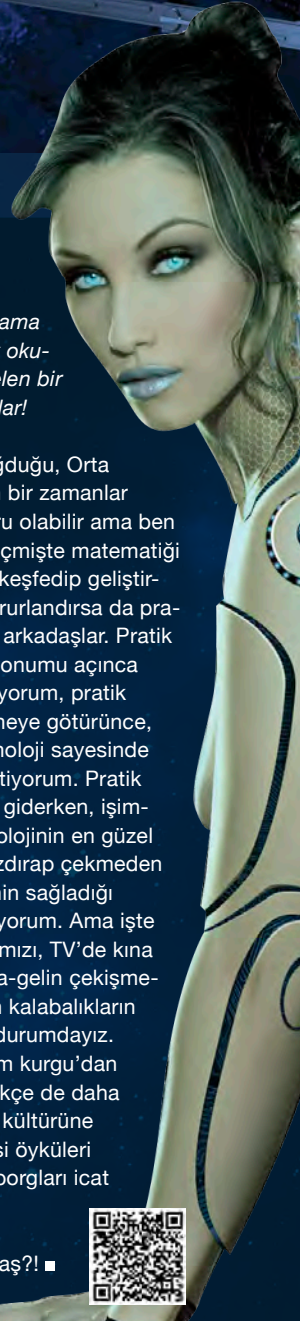 ama
oku-
elen bir
lar!
ğduğu, Orta
bir zamanlar
ru olabilir ama ben
eçmişte matematiği
keşfedip geliştir-
rurlandırsa da pra-
arkadaşlar. Pratik
onumu açınca
yorum, pratik
neye götürünce,
noloji sayesinde
tiyorum. Pratik
giderken, işim-
olojinin en güzel
ızdırap çekmeden
nin sağladığı
yorum. Ama işte
mızı, TV’de kına
a-gelin çekişme-
kalabalıkların
durumdayız.
m kurgu’dan
kçe de daha
kültürüne
si öyküleri
borgları icat
aş?! ■